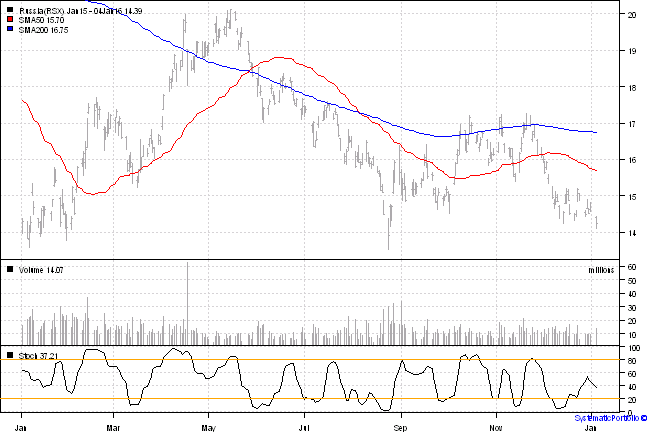 Russia(RSX) Jan15 - 04Jan16 14.39
SMA50 15.70
SMA200 16.75
20
19
18
17
16
15
14
Volume 14.07
millions
60
50
40
30
20
10
Stoch 37.21
100
80
60
40
20
0
Jan Mar May Jul Sep Nov Jan
SystematicPortfolio ©